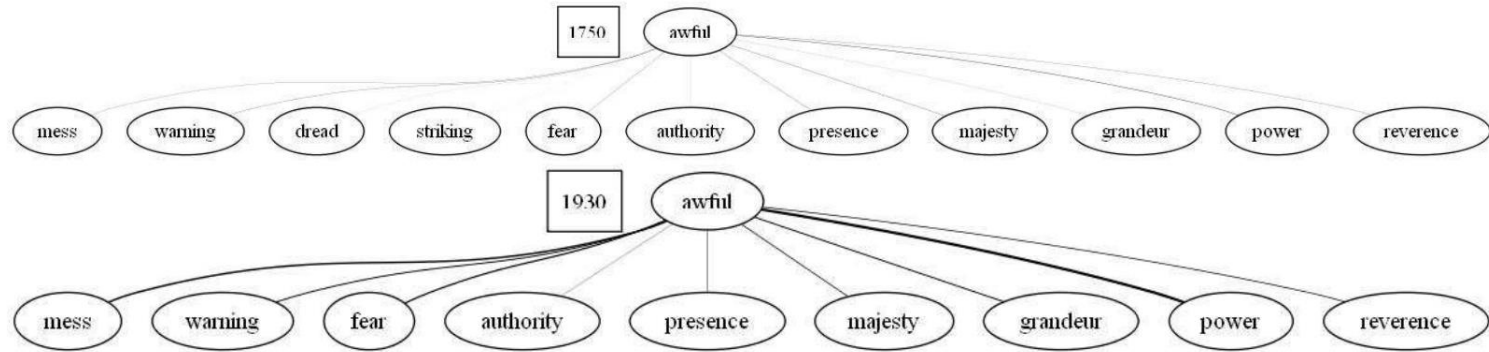 1750 awful
mess warning dread striking fear authority presence majesty grandeur power reverence
1930 awful
mess warning fear authority presence majesty grandeur power reverence